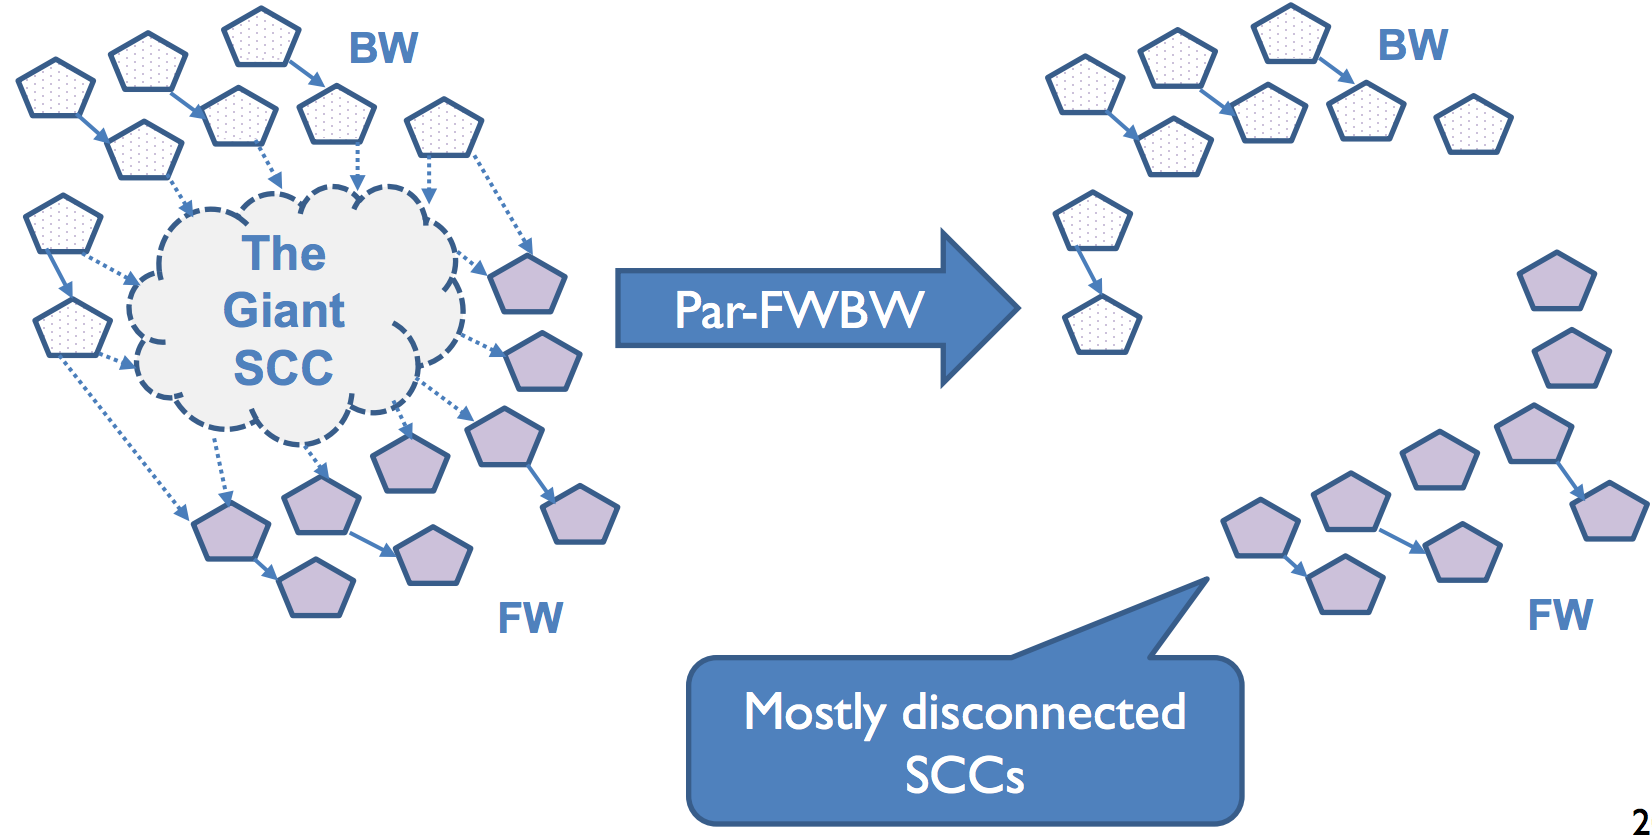 BW
The
Giant
SCC
FW
Par-FWBW
BW
FW
Mostly disconnected
SCCs
2